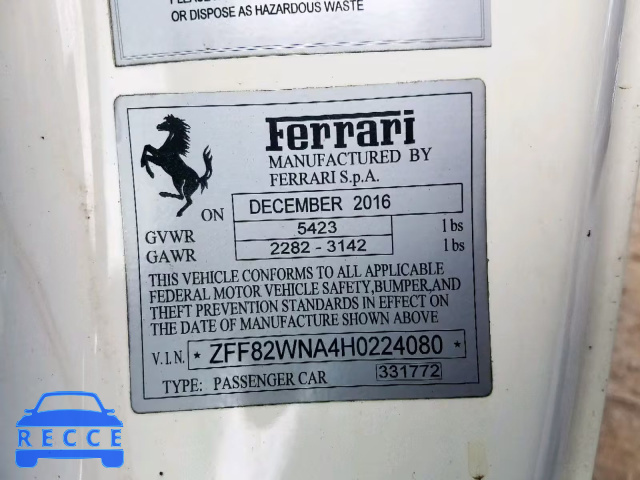 OR DISPOSE AS HAZARDOUS WASTE
Ferrari
MANUFACTURED BY
FERRARI S.p.A.
ON DECEMBER 2016
GVWR 5423 lbs
GAWR 2282 - 3142 lbs
THIS VEHICLE CONFORMS TO ALL APPLICABLE
FEDERAL MOTOR VEHICLE SAFETY,BUMPER,AND
THEFT PREVENTION STANDARDS IN EFFECT ON
THE DATE OF MANUFACTURE SHOWN ABOVE
V.I.N. * ZFF82WNA4H0224080 *
TYPE: PASSENGER CAR 331772
RECCE